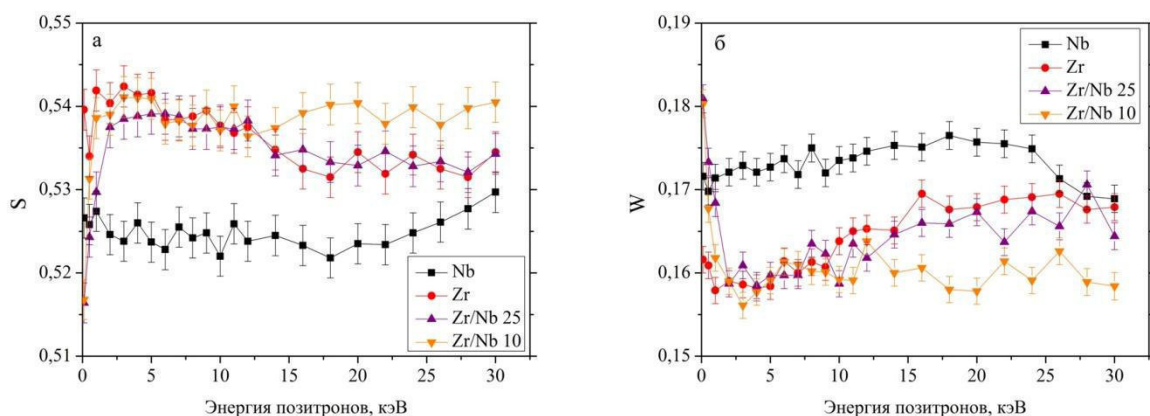 а
S
0,55
0,54
0,53
0,52
0,51
Nb
Zr
Zr/Nb 25
Zr/Nb 10
0 5 10 15 20 25 30
Энергия позитронов, кэВ
б
W
0,19
0,18
0,17
0,16
0,15
Nb
Zr
Zr/Nb 25
Zr/Nb 10
0 5 10 15 20 25 30
Энергия позитронов, кэВ